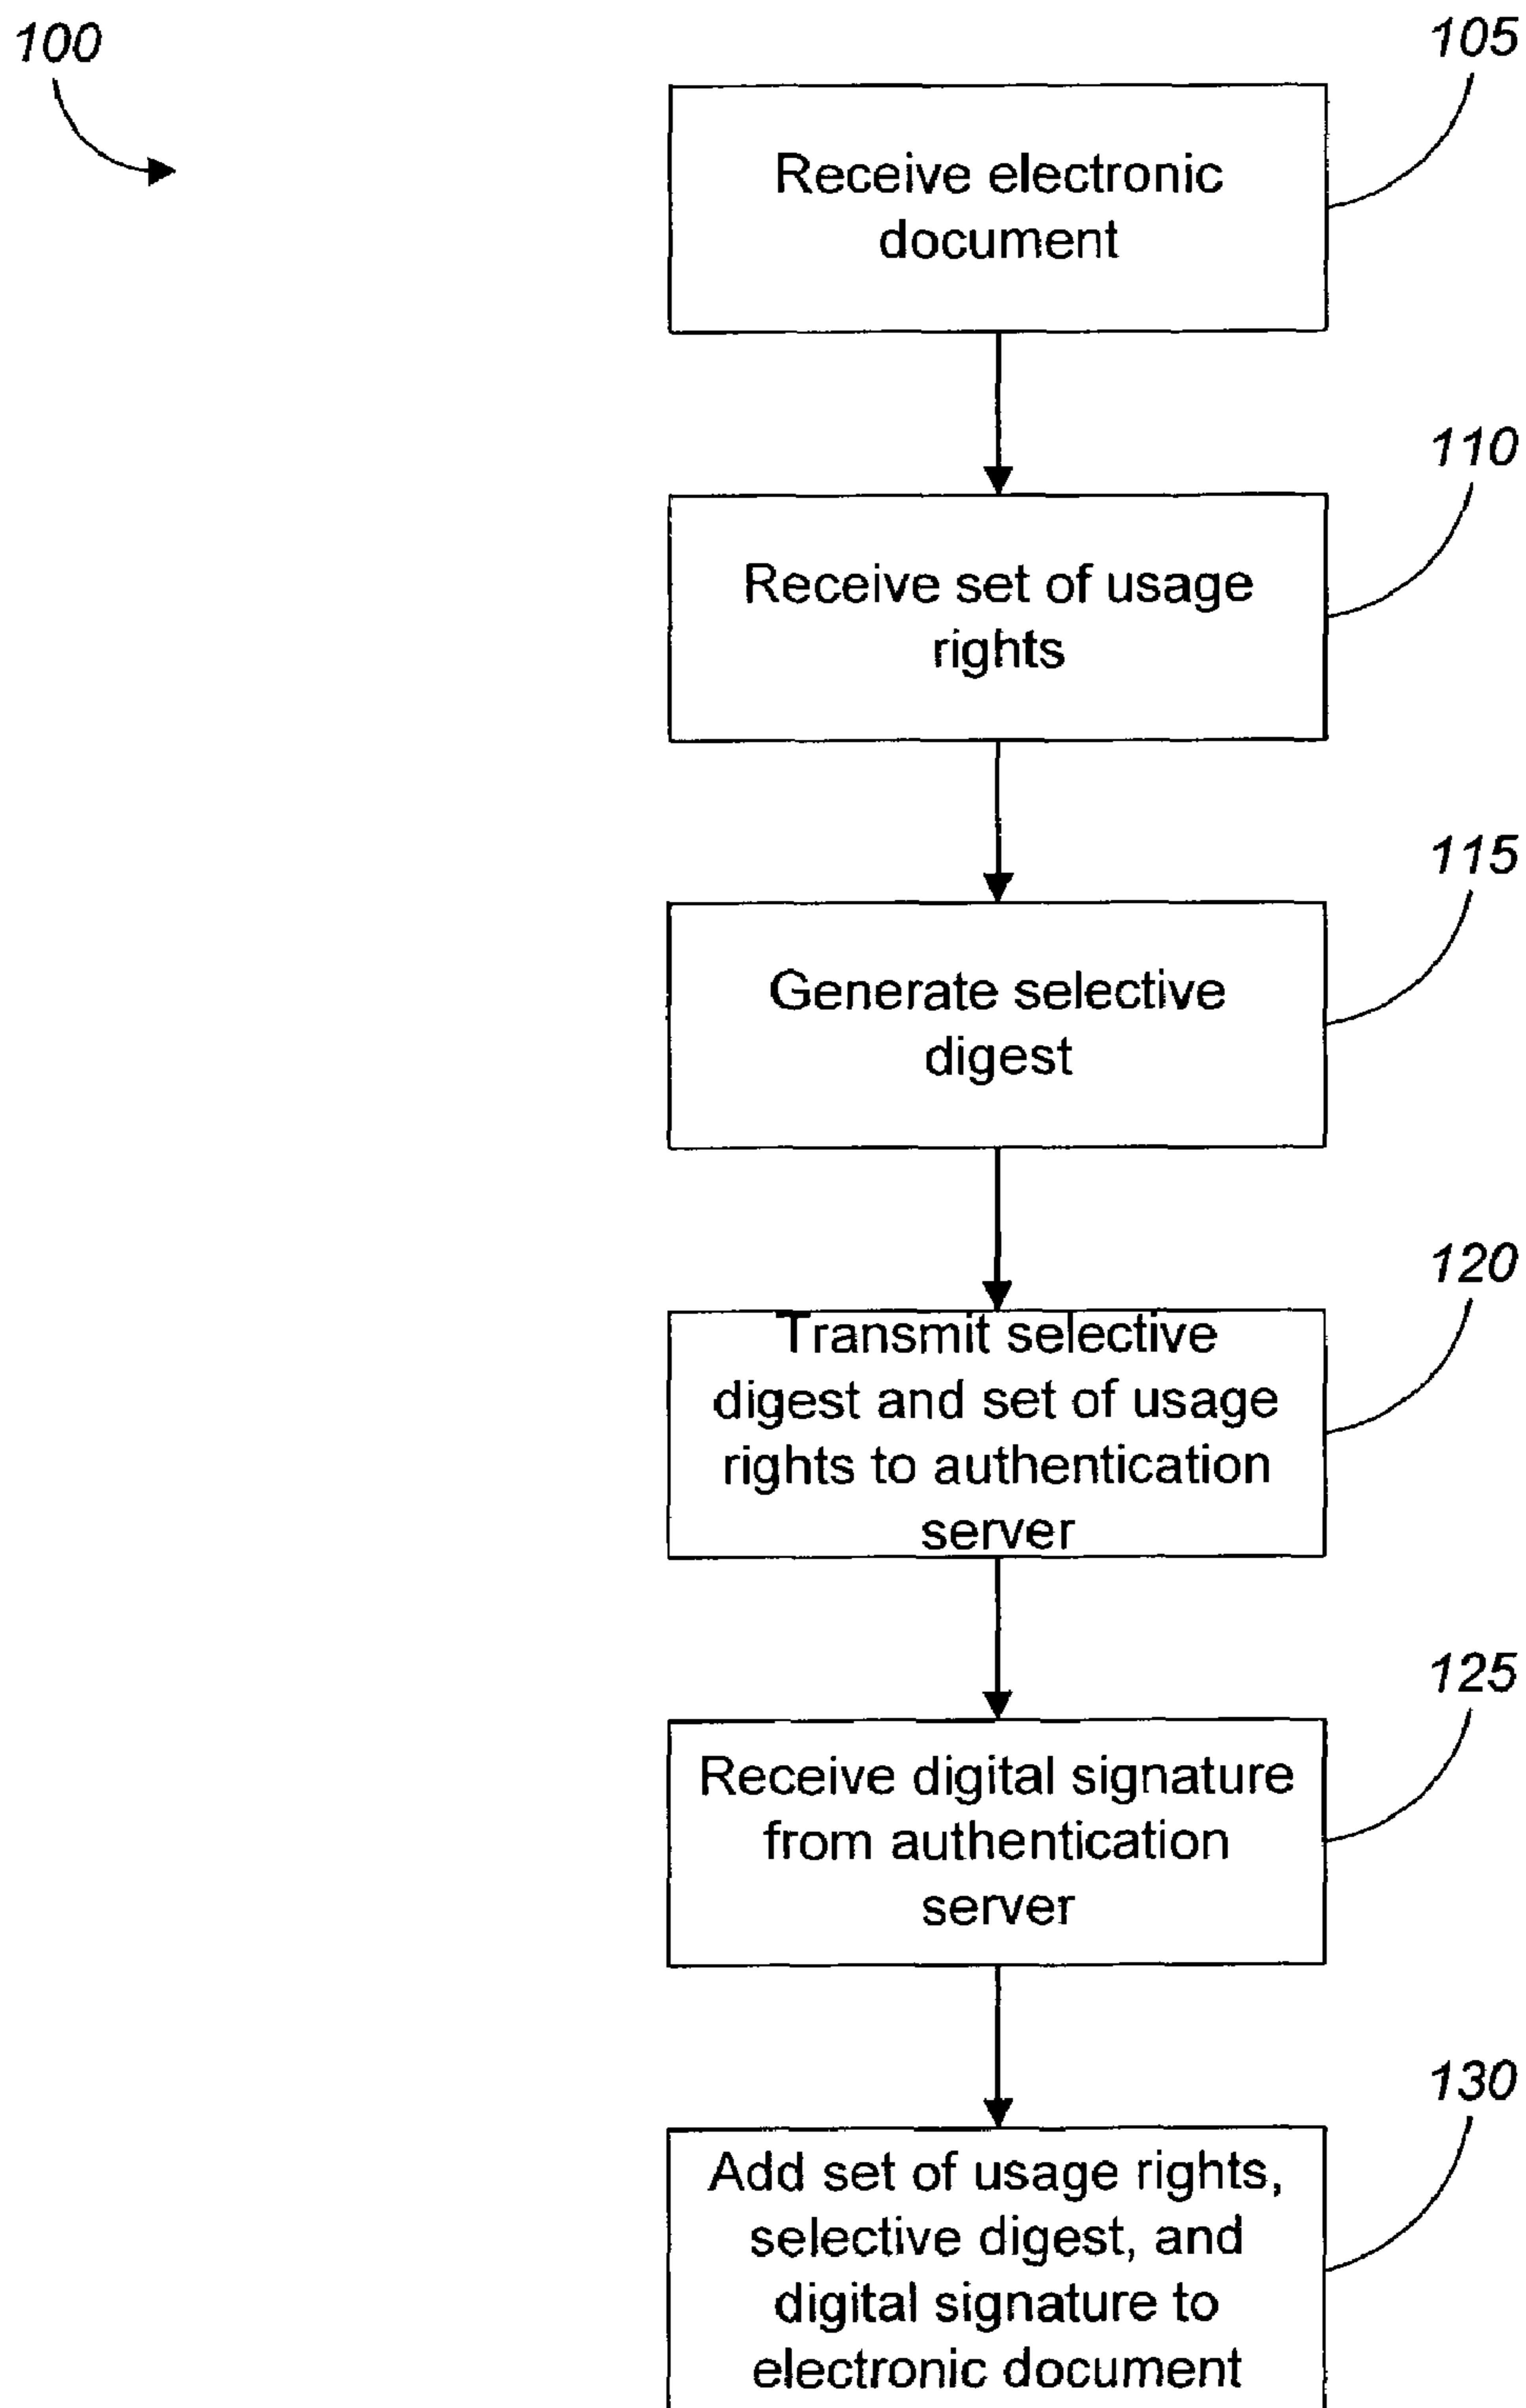 100
105
Receive electronic
document
110
Receive set of usage
rights
115
Generate selective
digest
120
Transmit selective
digest and set of usage
rights to authentication
server
125
Receive digital signature
from authentication
server
130
Add set of usage rights,
selective digest, and
digital signature to
electronic document